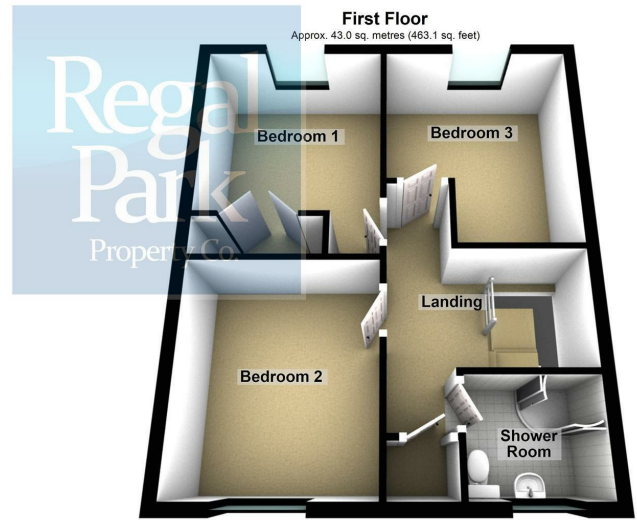 First Floor
Approx. 43.0 sq. metres (463.1 sq. feet)
Regal
Park
Property Co.
Bedroom 1
Bedroom 3
Landing
Bedroom 2
Shower
Room